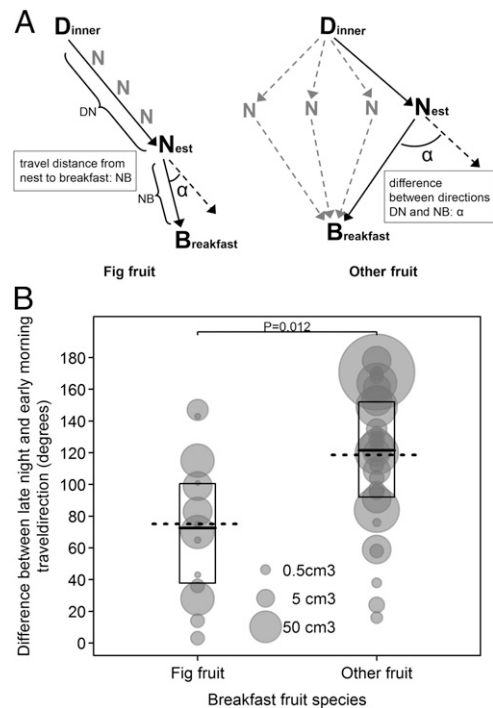 A
Dinner
Dinner
N
N
N
DN
N N N
Nest
Nest
travel distance from
nest to breakfast: NB
NB
α
α
difference
between directions
DN and NB: α
Breakfast
Breakfast
Fig fruit
Other fruit
B
P=0.012
Difference between late night and early morning
traveldirection (degrees)
180
160
140
120
100
80
60
40
20
0
0.5cm3
5 cm3
50 cm3
Fig fruit
Other fruit
Breakfast fruit species